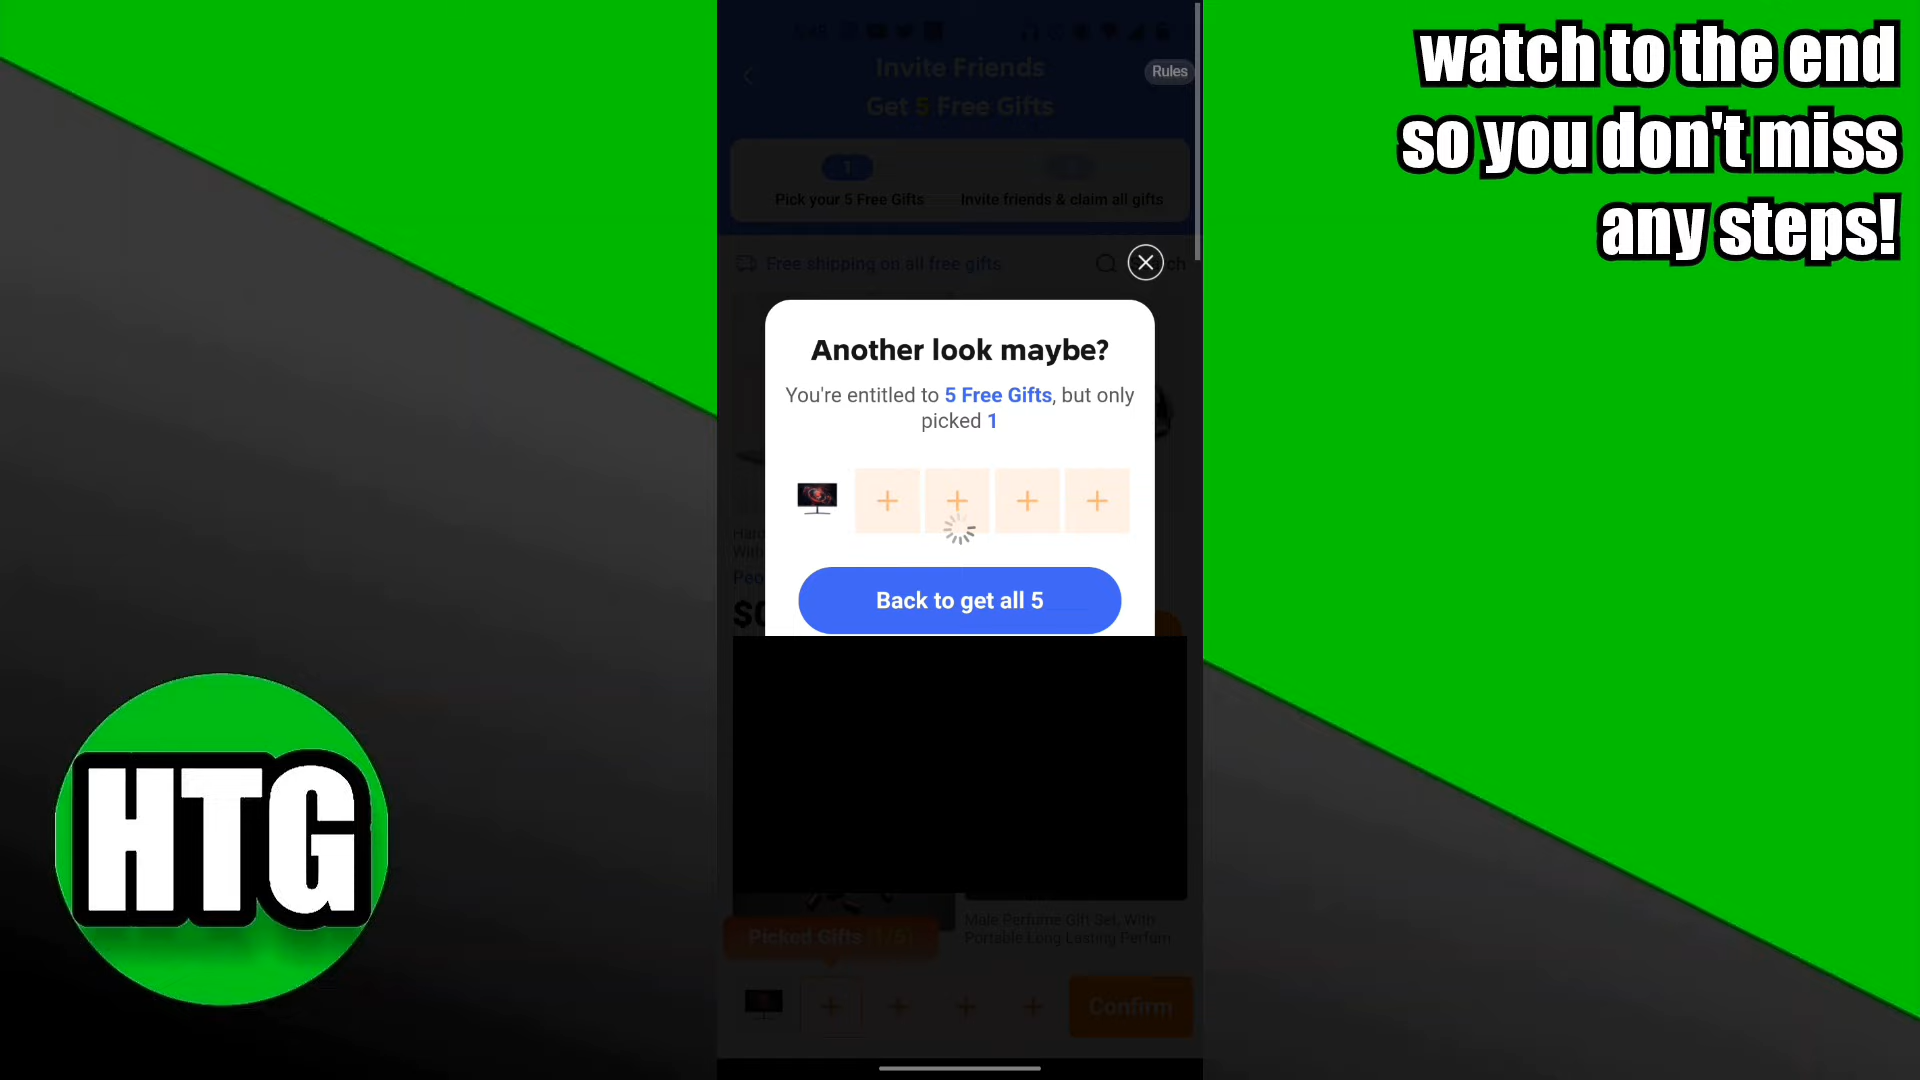 watch to the end
so you don't miss
any steps!
Invite Friends
Rules
Get 5 Free Gifts
1
Pick your 5 Free Gifts
Invite friends & claim all gifts
Free shipping on all free gifts
Another look maybe?
You're entitled to 5 Free Gifts, but only
picked 1
Back to get all 5
HTG
Male Perfume Gift Set, With
Portable Long Lasting Perfum
Picked Gifts (1/5)
Confirm